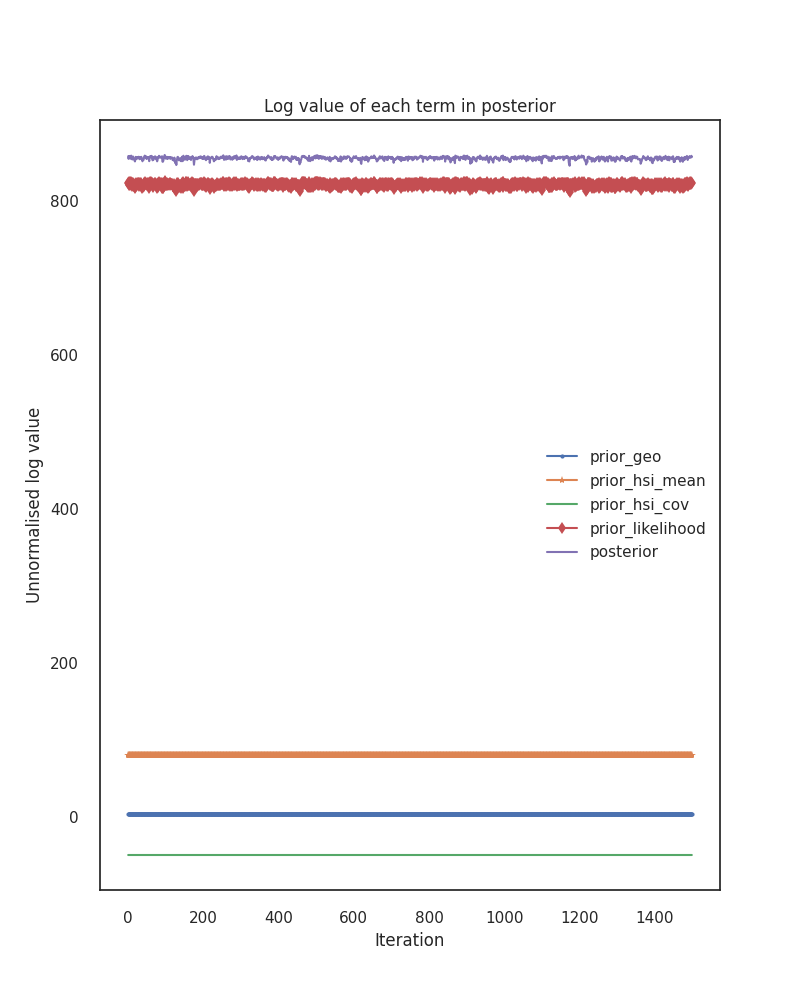 Log value of each term in posterior
Unnormalised log value
800
600
400
200
0
prior_geo
prior_hsi_mean
prior_hsi_cov
prior_likelihood
posterior
0 200 400 600 800 1000 1200 1400
Iteration